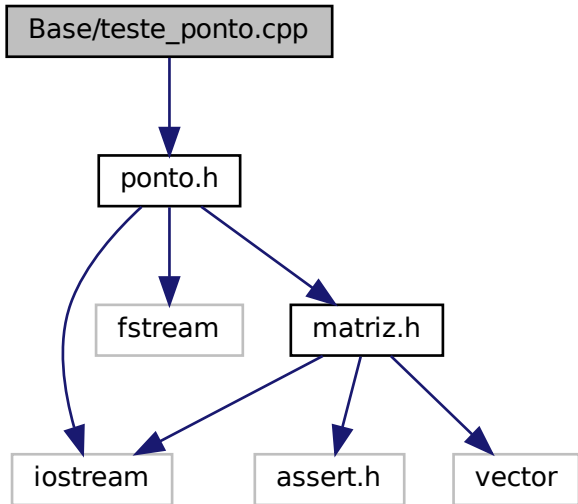 Base/teste_ponto.cpp
ponto.h
fstream
matriz.h
iostream
assert.h
vector